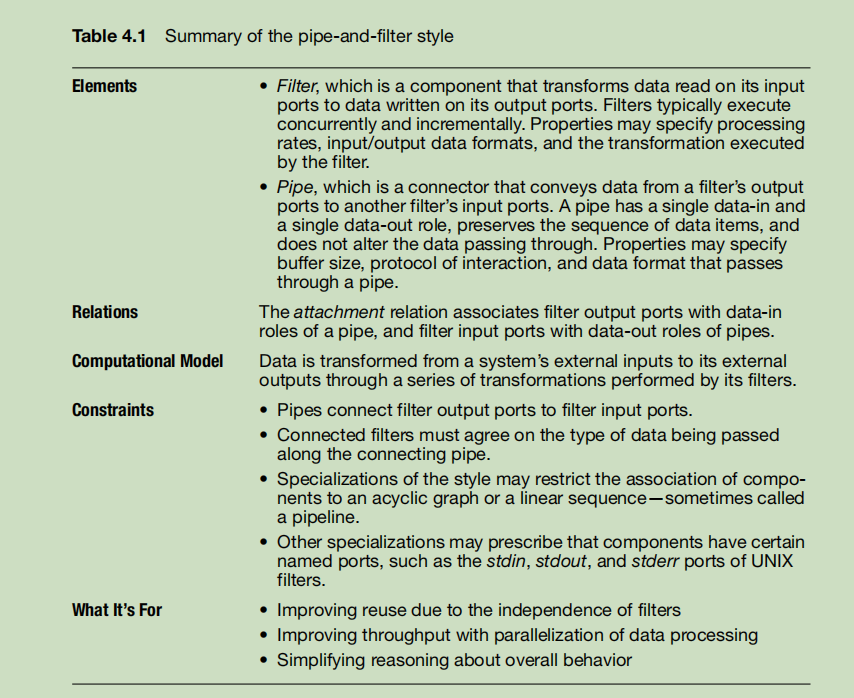 Table 4.1 Summary of the pipe-and-filter style
Elements
• Filter, which is a component that transforms data read on its input
ports to data written on its output ports. Filters typically execute
concurrently and incrementally. Properties may specify processing
rates, input/output data formats, and the transformation executed
by the filter.
• Pipe, which is a connector that conveys data from a filter’s output
ports to another filter’s input ports. A pipe has a single data-in and
a single data-out role, preserves the sequence of data items, and
does not alter the data passing through. Properties may specify
buffer size, protocol of interaction, and data format that passes
through a pipe.
Relations
The attachment relation associates filter output ports with data-in
roles of a pipe, and filter input ports with data-out roles of pipes.
Computational Model
Data is transformed from a system’s external inputs to its external
outputs through a series of transformations performed by its filters.
Constraints
• Pipes connect filter output ports to filter input ports.
• Connected filters must agree on the type of data being passed
along the connecting pipe.
• Specializations of the style may restrict the association of compo-
nents to an acyclic graph or a linear sequence—sometimes called
a pipeline.
• Other specializations may prescribe that components have certain
named ports, such as the stdin, stdout, and stderr ports of UNIX
filters.
What It’s For
• Improving reuse due to the independence of filters
• Improving throughput with parallelization of data processing
• Simplifying reasoning about overall behavior